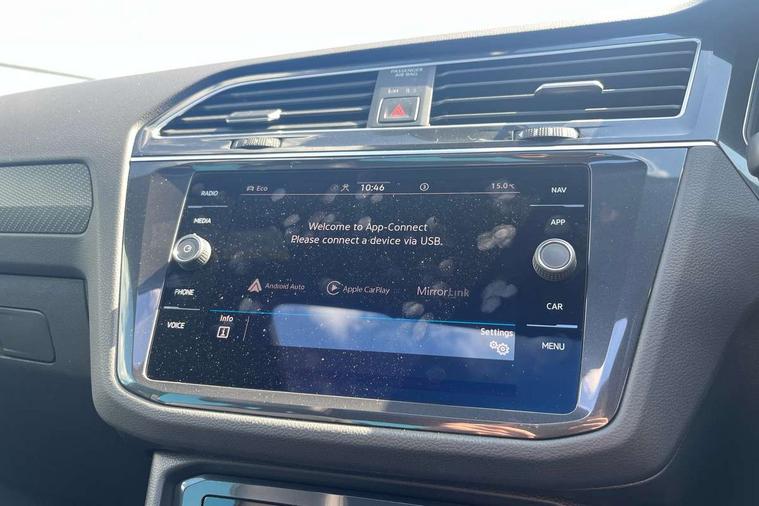 PASSENGER
AIR BAG
RADIO
Eco
10:46
15.0°C
NAV
MEDIA
APP
Welcome to App-Connect
Please connect a device via USB.
PHONE
Android Auto
Apple CarPlay
MirrorLink
CAR
VOICE
Info
Settings
MENU